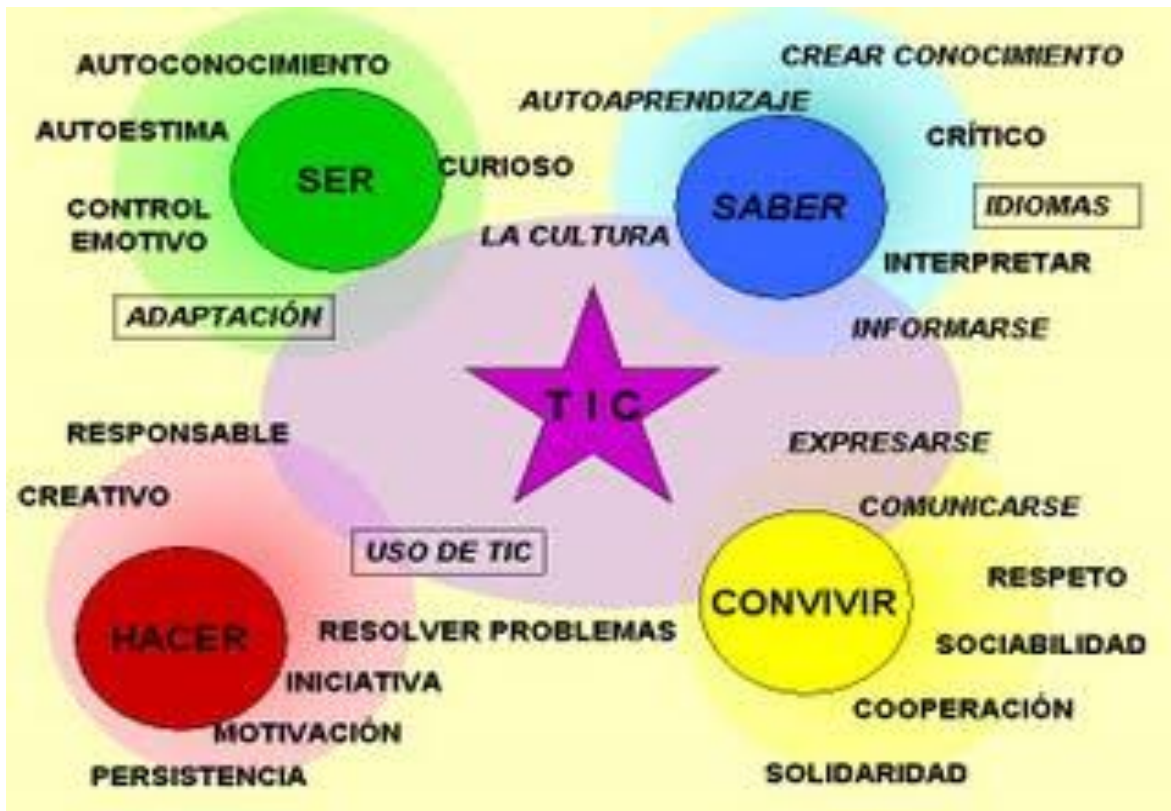 AUTOCONOCIMIENTO
AUTOESTIMA
SER
CURIOSO
CONTROL
EMOTIVO
ADAPTACIÓN
CREAR CONOCIMIENTO
AUTOAPRENDIZAJE
CRÍTICO
SABER
IDIOMAS
LA CULTURA
INTERPRETAR
INFORMARSE
TIC
RESPONSABLE
CREATIVO
USO DE TIC
HACER
RESOLVER PROBLEMAS
INICIATIVA
MOTIVACIÓN
PERSISTENCIA
EXPRESARSE
COMUNICARSE
RESPETO
CONVIVIR
SOCIABILIDAD
COOPERACIÓN
SOLIDARIDAD